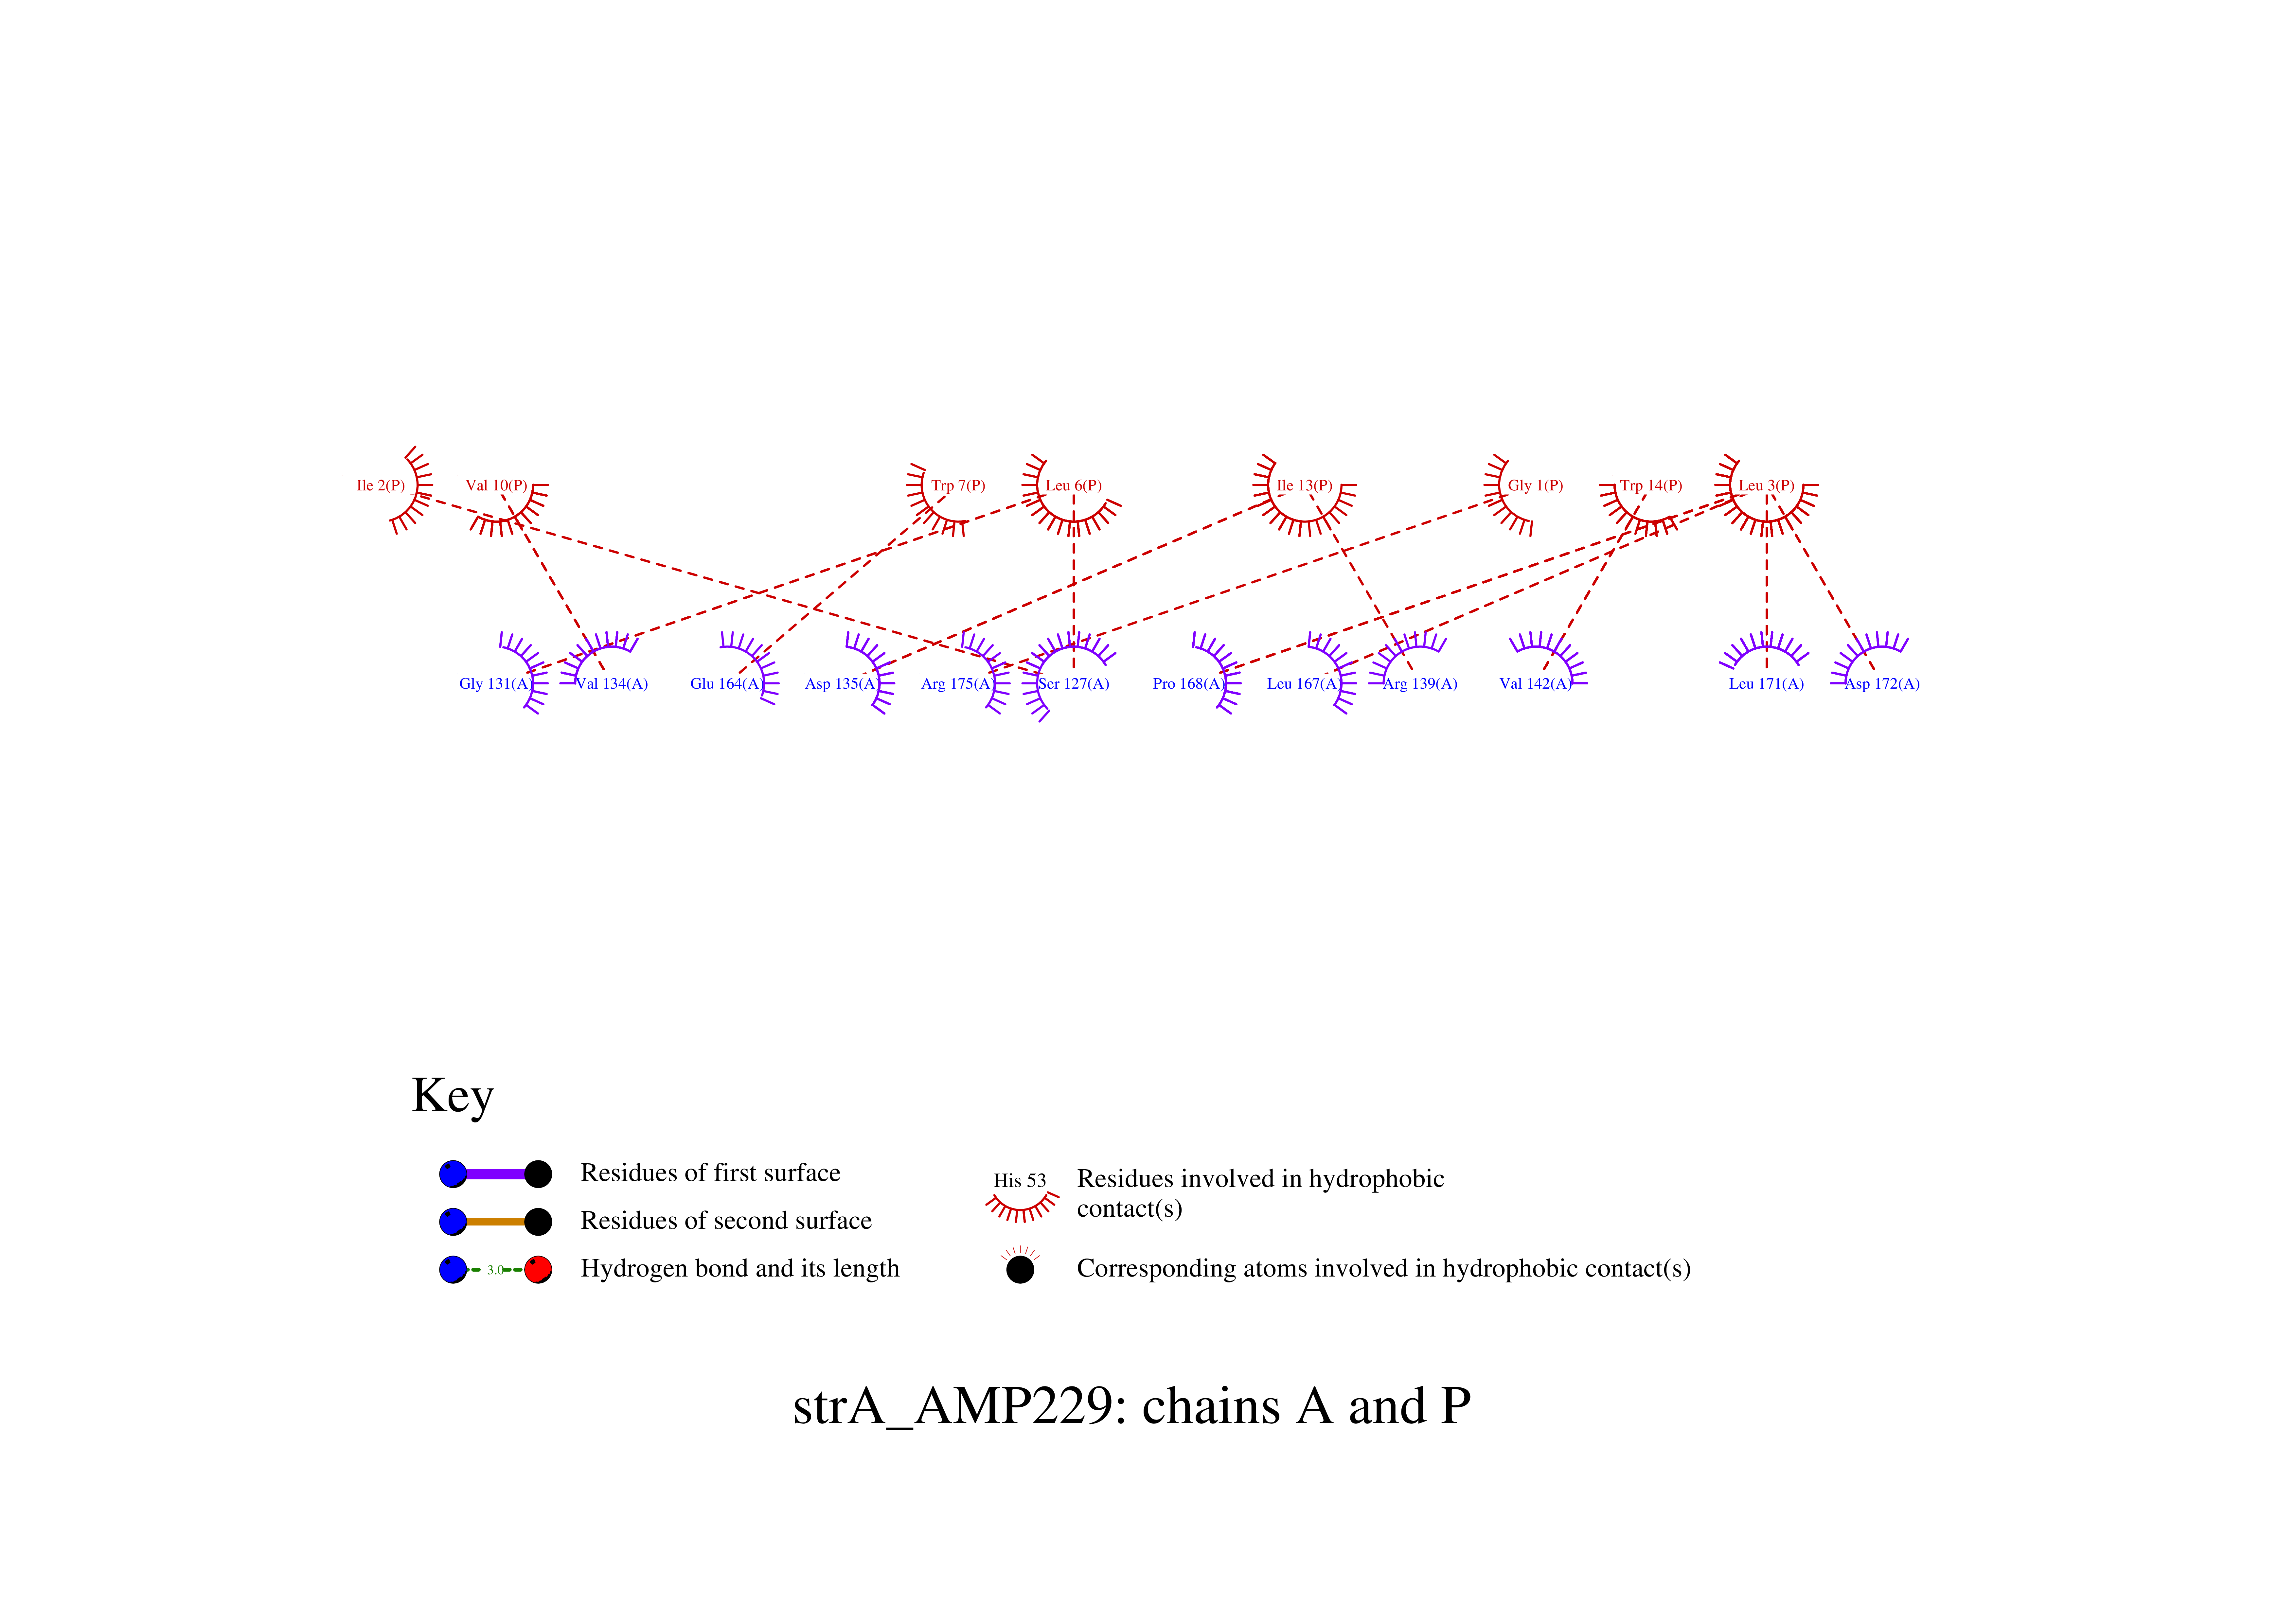 Ile 2(P) Val 10(P) Trp 7(P) Leu 6(P) Ile 13(P) Gly 1(P) Trp 14(P) Leu 3(P)
Gly 131(A) Val 134(A) Glu 164(A) Asp 135(A) Arg 175(A) Ser 127(A) Pro 168(A) Leu 167(A) Arg 139(A) Val 142(A) Leu 171(A) Asp 172(A)
Key
Residues of first surface
Residues of second surface
3.0 Hydrogen bond and its length
His 53 Residues involved in hydrophobic
contact(s)
Corresponding atoms involved in hydrophobic contact(s)
strA_AMP229: chains A and P